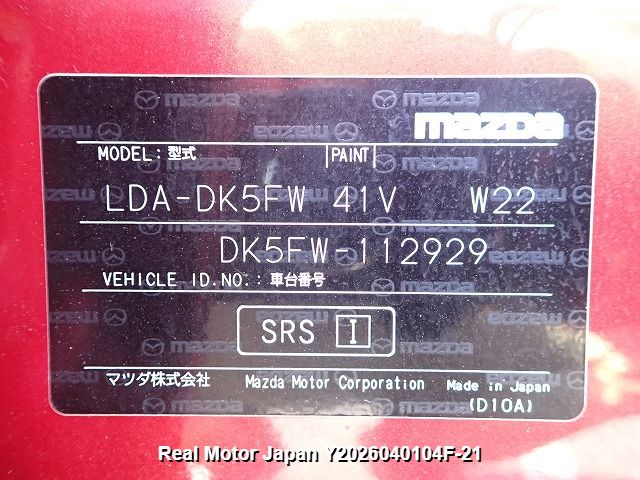 mazda
MODEL: 型式 PAINT
LDA-DK5FW 41V W22
DK5FW-112929
VEHICLE ID.NO.: 車台番号
SRS I
マツダ株式会社 Mazda Motor Corporation Made in Japan
(D10A)
Real Motor Japan Y2026040104F-21